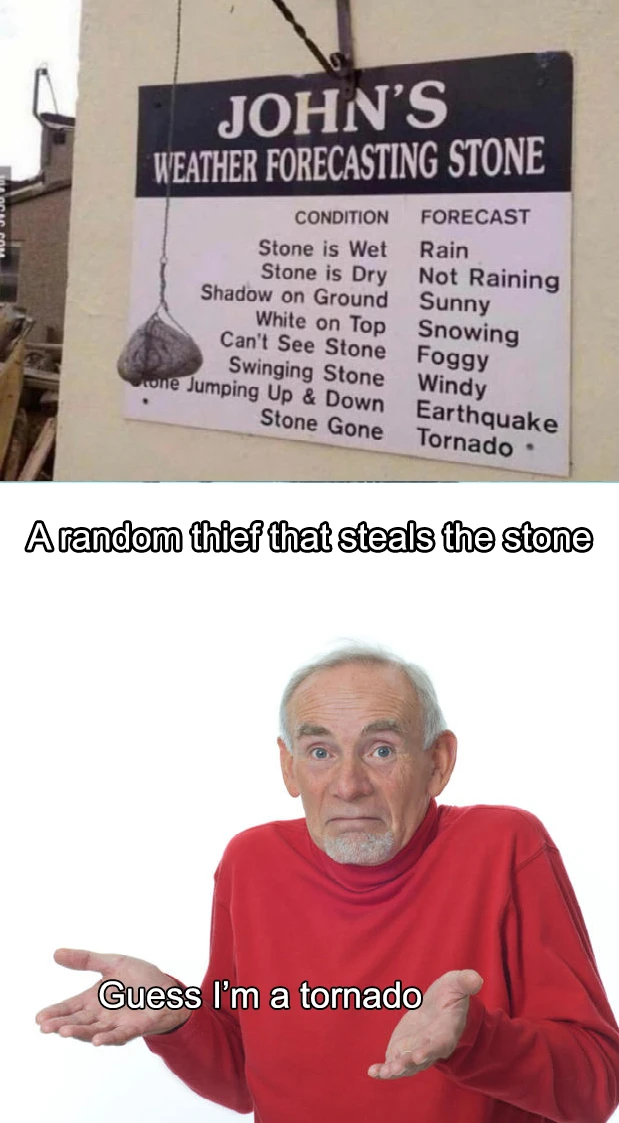 JOHN'S
WEATHER FORECASTING STONE
CONDITION FORECAST
Stone is Wet Rain
Stone is Dry Not Raining
Shadow on Ground Sunny
White on Top Snowing
Can't See Stone Foggy
Swinging Stone Windy
Stone Jumping Up & Down Earthquake
Stone Gone Tornado
A random thief that steals the stone
Guess I'm a tornado